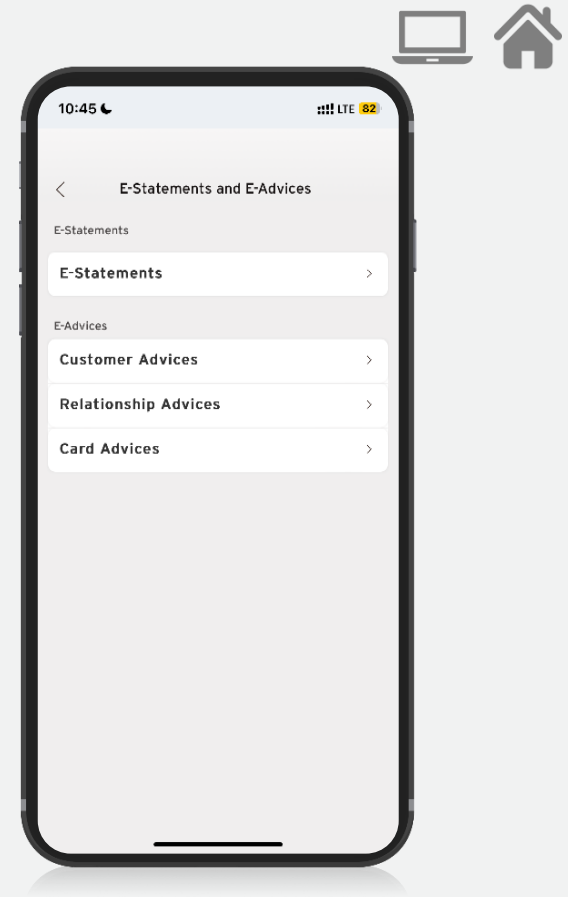 10:45 LTE 82
E-Statements and E-Advices
E-Statements
E-Statements
E-Advices
Customer Advices
Relationship Advices
Card Advices